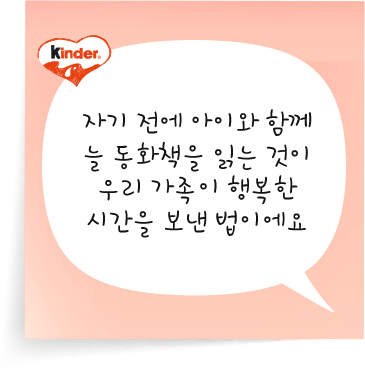 Kinder
자기 전에 아이와 함께
늘 동화책을 읽는 것이
우리 가족이 행복한
시간을 보낸 법이에요